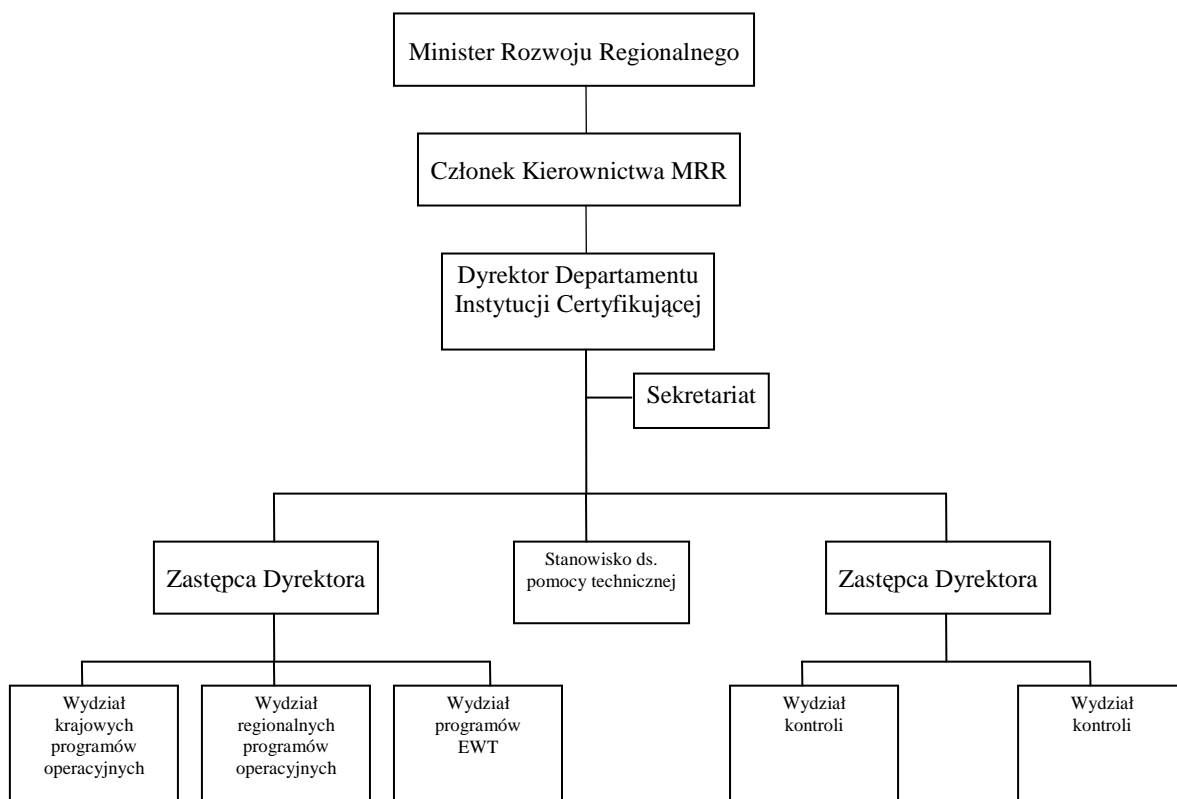 Minister Rozwoju Regionalnego
Członek Kierownictwa MRR
Dyrektor Departamentu
Instytucji Certyfikującej
Sekretariat
Zastępca Dyrektora
Stanowisko ds.
pomocy technicznej
Zastępca Dyrektora
Wydział
krajowych
programów
operacyjnych
Wydział
regionalnych
programów
operacyjnych
Wydział
programów
EWT
Wydział
kontroli
Wydział
kontroli